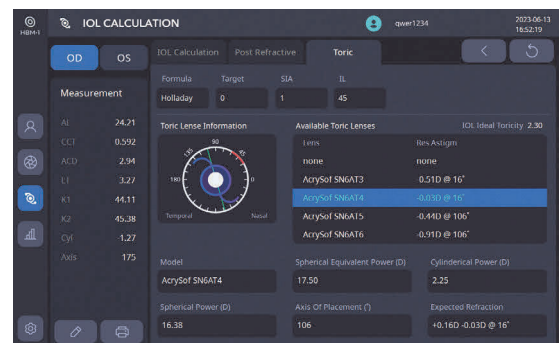 HBM-1
IOL CALCULATION
qwer1234
2023-06-13
16:52:19
OD
OS
IOL Calculation
Post Refractive
Toric
Measurement
AL 24.21
CCT 0.592
ACD 2.94
LT 3.27
K1 44.11
K2 45.38
Cyl -1.27
Axis 175
Formula
Target
SIA
IL
Holladay
0
1
45
Toric Lense Information
135
90
45
180
0
Temporal
Nasal
Available Toric Lenses
IOL Ideal Toricity 2.30
Lens
Res Astigm
none
none
AcrySof SN6AT3
0.51D @ 16°
AcrySof SN6AT4
-0.03D @ 16°
AcrySof SN6AT5
-0.44D @ 106°
AcrySof SN6AT6
-0.91D @ 106°
Model
Spherical Equivalent Power (D)
Cylinderical Power (D)
AcrySof SN6AT4
17.50
2.25
Spherical Power (D)
Axis Of Placement (°)
Expected Refraction
16.38
106
+0.16D -0.03D @ 16°